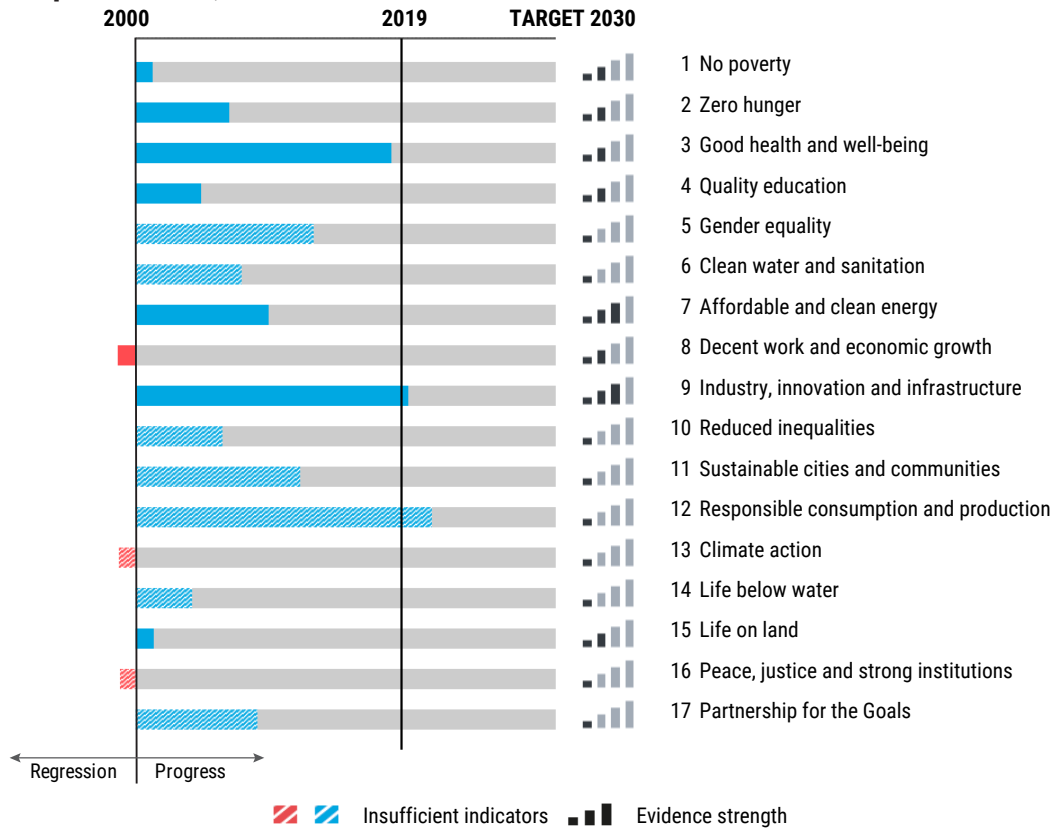 2000 2019 TARGET 2030
1 No poverty
2 Zero hunger
3 Good health and well-being
4 Quality education
5 Gender equality
6 Clean water and sanitation
7 Affordable and clean energy
8 Decent work and economic growth
9 Industry, innovation and infrastructure
10 Reduced inequalities
11 Sustainable cities and communities
12 Responsible consumption and production
13 Climate action
14 Life below water
15 Life on land
16 Peace, justice and strong institutions
17 Partnership for the Goals
Regression Progress
Insufficient indicators Evidence strength